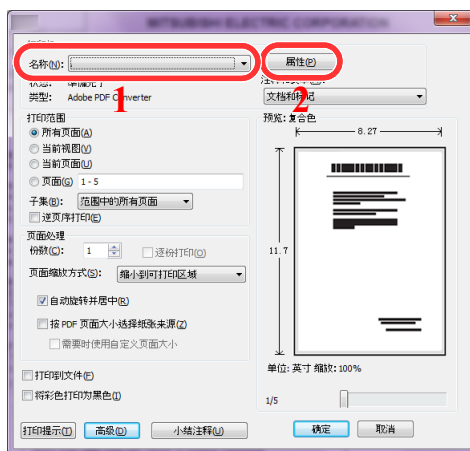 MITSUBISHI ELECTRIC CORPORATION
名称(N):
属性(P)
1
2
类型: Adobe PDF Converter
文档和标记
打印范围
所有页面(A)
当前视图(V)
当前页面(U)
页面(G) 1 - 5
子集(B): 范围中的所有页面
逆页序打印(E)
预览: 复合色
8.27
11.7
页面处理
份数(C): 1 逐份打印(O)
页面缩放方式(S): 缩小到可打印区域
自动旋转并居中(R)
按 PDF 页面大小选择纸张来源(Z)
需要时使用自定义页面大小
单位: 英寸 缩放: 100%
打印到文件(F)
将彩色打印为黑色(I)
1/5
打印提示(T) 高级(D) 小结注释(U) 确定 取消